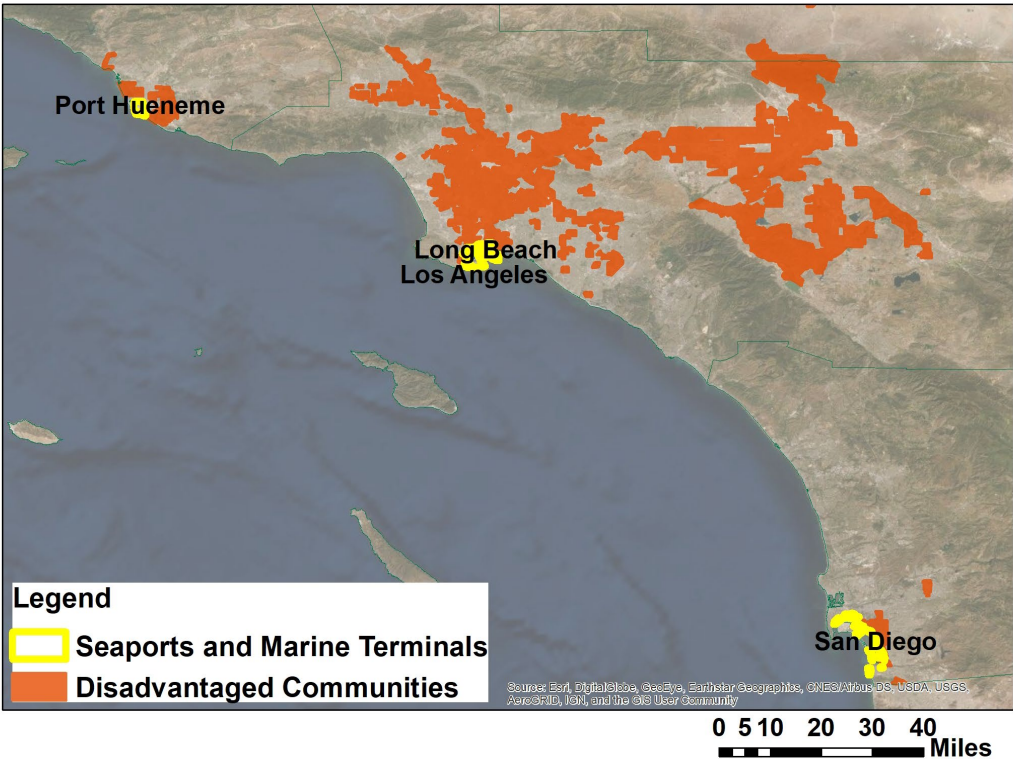 Port Hueneme
Long Beach
Los Angeles
San Diego
Legend
Seaports and Marine Terminals
Disadvantaged Communities
Source: Esri, DigitalGlobe, GeoEye, Earthstar Geographics, CNES/Airbus DS, USDA, USGS,
AeroGRID, IGN, and the GIS User Community
0 5 10 20 30 40
Miles